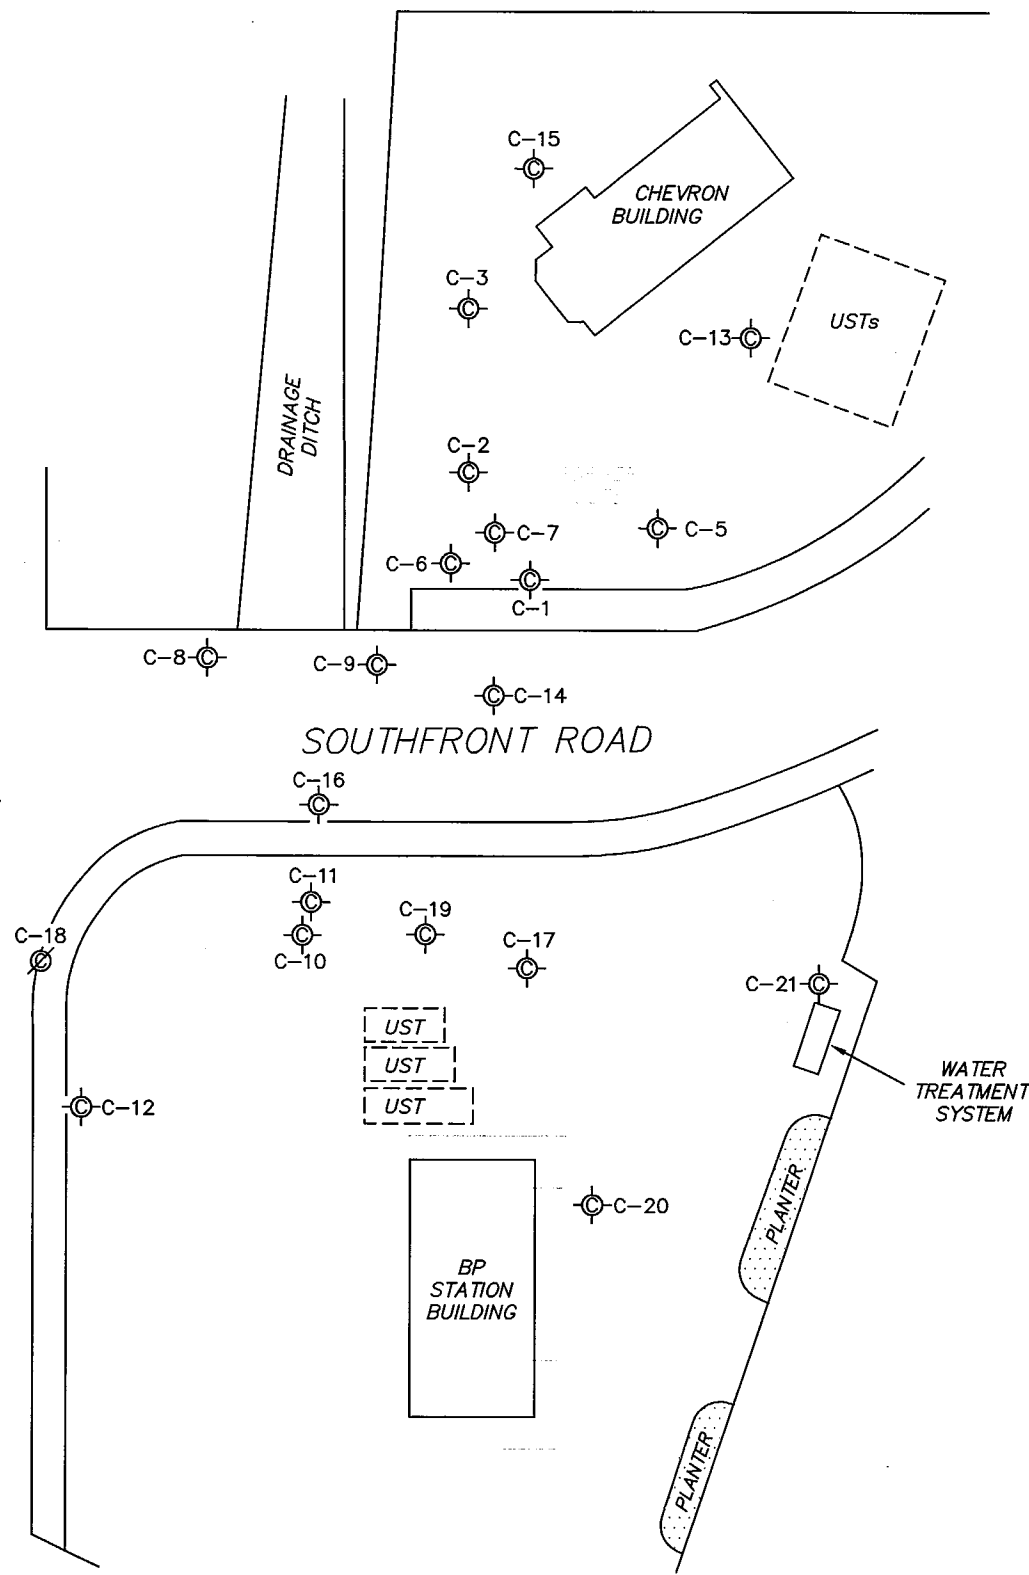 C-15
CHEVRON
BUILDING
C-3
USTs
C-13
DRAINAGE
DITCH
C-2
C-7
C-5
C-6
C-1
C-8
C-9
C-14
SOUTHFRONT ROAD
C-16
C-11
C-19
C-18
C-10
C-17
C-21
UST
UST
UST
WATER
TREATMENT
SYSTEM
C-12
PLANTER
C-20
BP
STATION
BUILDING
PLANTER